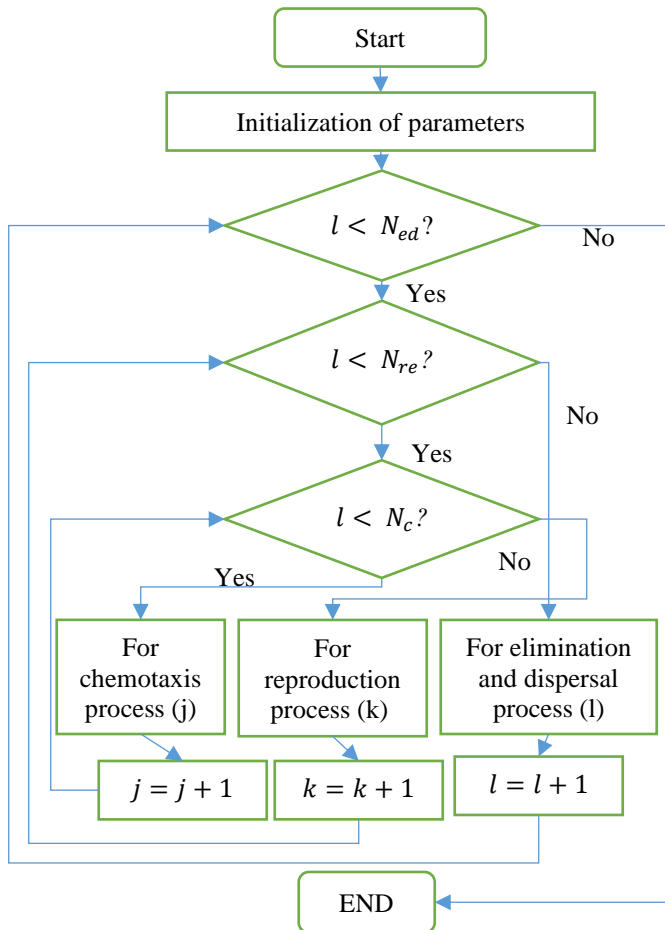 Start
Initialization of parameters
l < N_ed?
No
Yes
l < N_re?
No
Yes
l < N_c?
No
Yes
For
chemotaxis
process (j)
For
reproduction
process (k)
For elimination
and dispersal
process (l)
j = j + 1
k = k + 1
l = l + 1
END